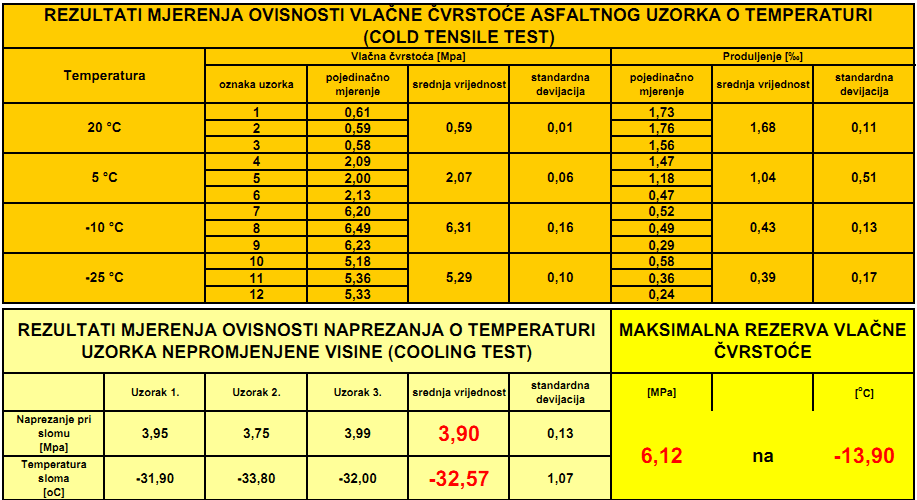 REZULTATI MJERENJA OVISNOSTI VLAČNE ČVRSTOĆE ASFALTNOG UZORKA O TEMPERATURI
(COLD TENSILE TEST)
Temperatura
Vlačna čvrstoća [Mpa]
Produljenje [‰]
oznaka uzorka
pojedinačno
mjerenje
srednja vrijednost
standardna
devijacija
pojedinačno
mjerenje
srednja vrijednost
standardna
devijacija
20 °C
1 0,61 1,73
2 0,59 0,59 0,01 1,76 1,68 0,11
3 0,58 1,56
5 °C
4 2,09 1,47
5 2,00 2,07 0,06 1,18 1,04 0,51
6 2,13 0,47
-10 °C
7 6,20 0,52
8 6,49 6,31 0,16 0,49 0,43 0,13
9 6,23 0,29
-25 °C
10 5,18 0,58
11 5,36 5,29 0,10 0,36 0,39 0,17
12 5,33 0,24
REZULTATI MJERENJA OVISNOSTI NAPREZANJA O TEMPERATURI
UZORKA NEPROMJENJENE VISINE (COOLING TEST)
Uzorak 1. Uzorak 2. Uzorak 3. srednja vrijednost standardna
devijacija
Naprezanje pri
slomu
[Mpa]
3,95 3,75 3,99 3,90 0,13
Temperatura
sloma
[oC]
-31,90 -33,80 -32,00 -32,57 1,07
MAKSIMALNA REZERVA VLAČNE
ČVRSTOĆE
[MPa] [°C]
6,12 na -13,90